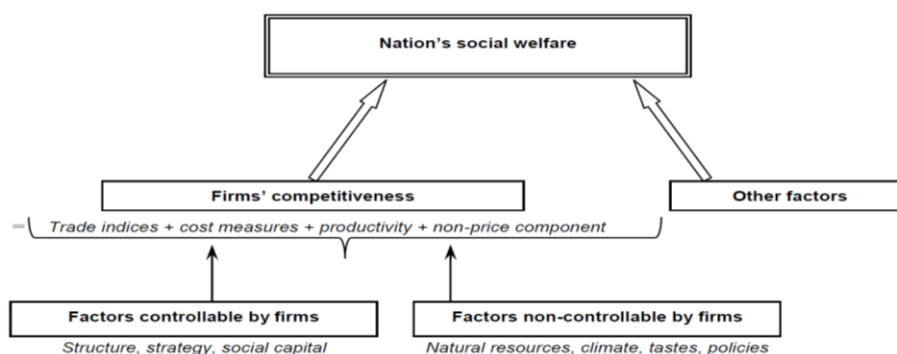 Nation's social welfare
Firms' competitiveness
Other factors
= Trade indices + cost measures + productivity + non-price component
Factors controllable by firms
Factors non-controllable by firms
Structure, strategy, social capital
Natural resources, climate, tastes, policies